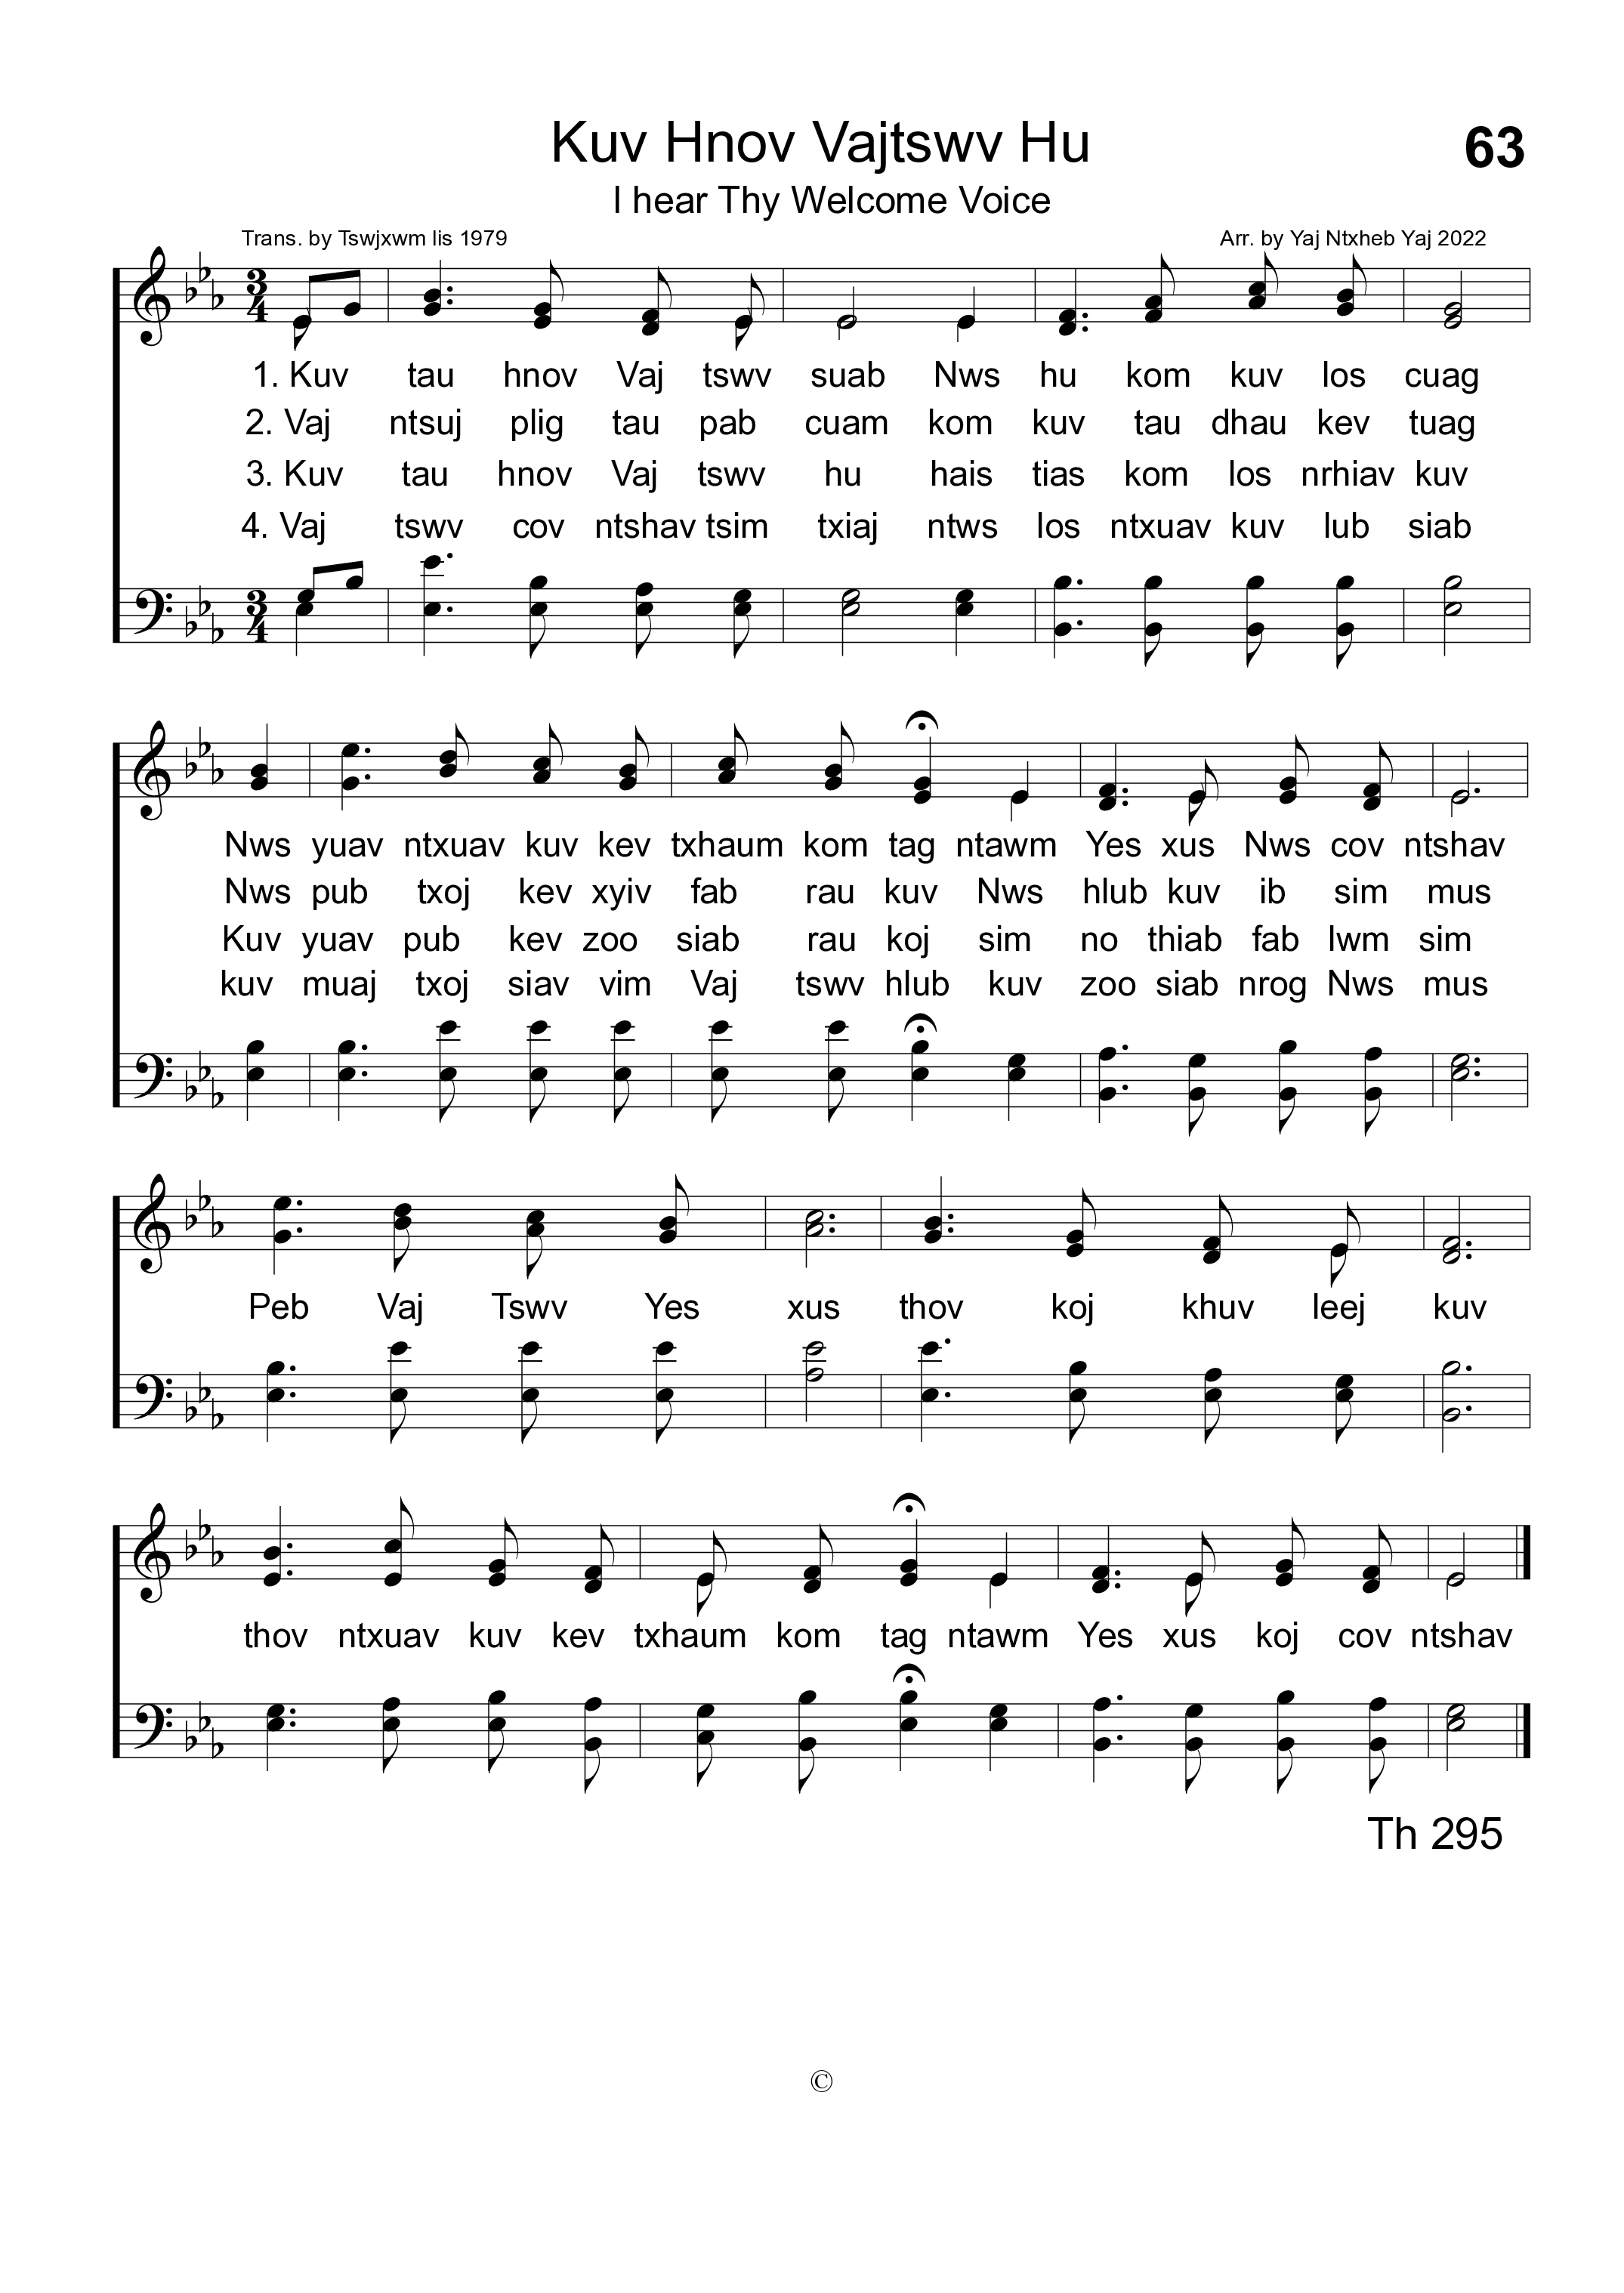 Kuv Hnov Vajtswv Hu
63
I hear Thy Welcome Voice
Trans. by Tswjxwm lis 1979
Arr. by Yaj Ntxheb Yaj 2022
1. Kuv tau hnov Vaj tswv suab Nws hu kom kuv los cuag
2. Vaj ntsuj plig tau pab cuam kom kuv tau dhau kev tuag
3. Kuv tau hnov Vaj tswv hu hais tias kom los nrhiav kuv
4. Vaj tswv cov ntshav tsim txiaj ntws los ntxuav kuv lub siab
Nws yuav ntxuav kuv kev txhaum kom tag ntawm Yes xus Nws cov ntshav
Nws pub txoj kev xyiv fab rau kuv Nws hlub kuv ib sim mus
Kuv yuav pub kev zoo siab rau koj sim no thiab fab lwm sim
kuv muaj txoj siav vim Vaj tswv hlub kuv zoo siab nrog Nws mus
Peb Vaj Tswv Yes xus thov koj khuv leej kuv
thov ntxuav kuv kev txhaum kom tag ntawm Yes xus koj cov ntshav
Th 295
©